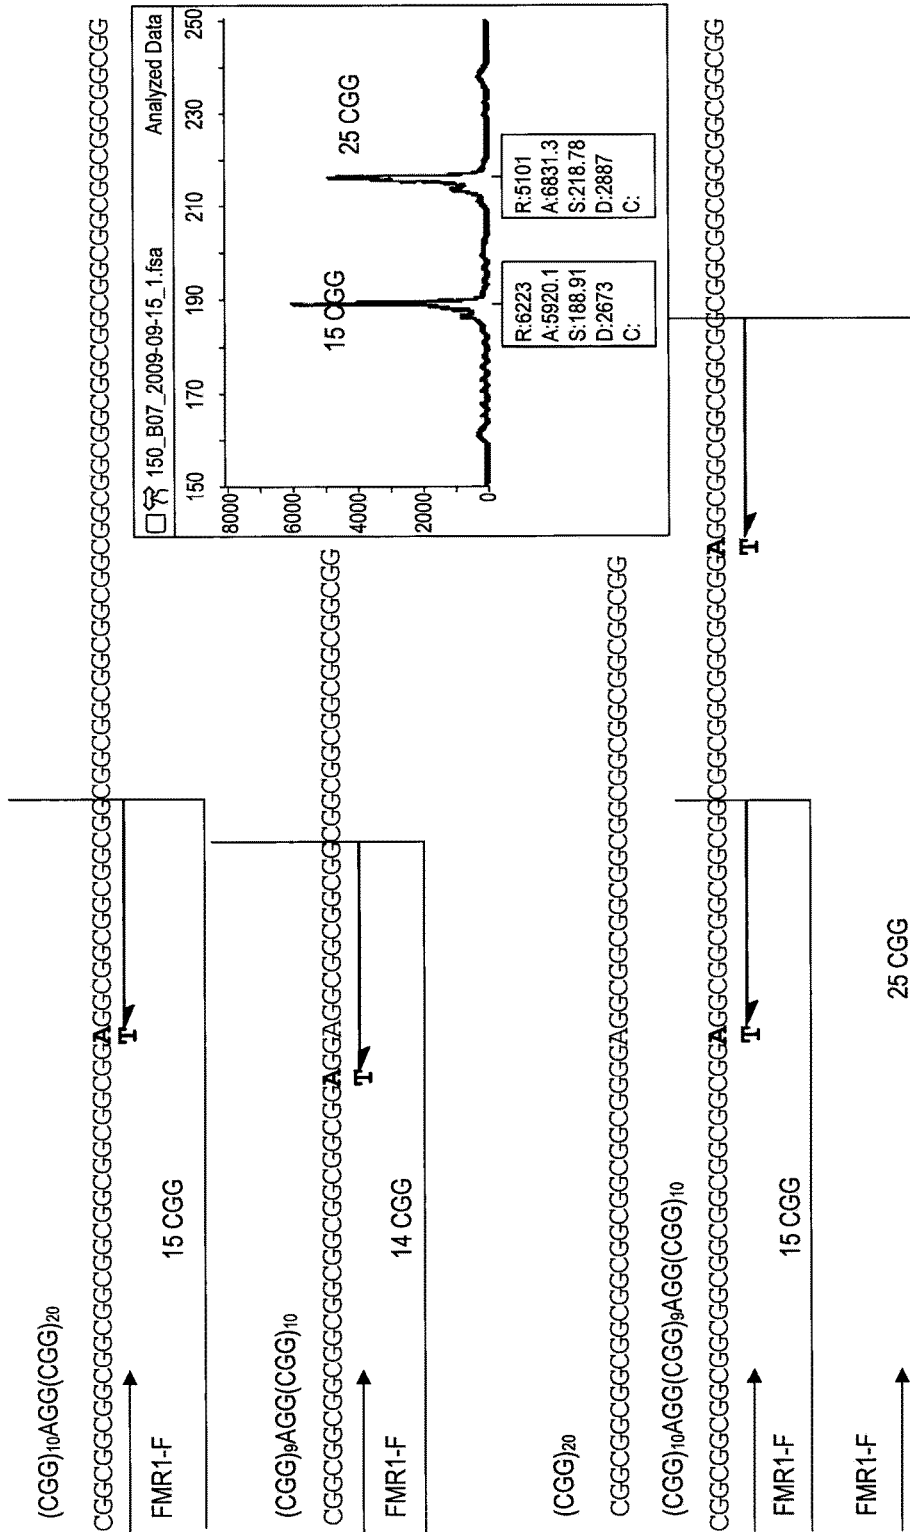 (CGG)10AGG(CGG)20
CGGCGGCGGCGGCGGCGGCGGCGGCGGCGGAGGCGGCGGCGGCGGCGGCGGCGGCGGCGGCGGCGGCGGCGGCGGCGGCGGCGGCGGCGGCGG
T
FMR1-F
15 CGG
150_B07_2009-09-15_1.fsa Analyzed Data
150 170 190 210 230 250
8000
6000
4000
2000
0
15 CGG
25 CGG
R:6223
A:5920.1
S:188.91
D:2673
C:
R:5101
A:6831.3
S:218.78
D:2887
C:
(CGG)9AGG(CGG)10
CGGCGGCGGCGGCGGCGGCGGCGGCGGAGGAGGCGGCGGCGGCGGCGGCGGCGGCGGCGG
T
FMR1-F
14 CGG
(CGG)20
(CGG)10AGG(CGG)9AGG(CGG)10
CGGCGGCGGCGGCGGCGGCGGCGGCGGCGGAGGCGGCGGCGGCGGCGGCGGCGGCGGCGGAGGCGGCGGCGGCGGCGGCGGCGGCGGCGGCGG
T T
FMR1-F
15 CGG
FMR1-F
25 CGG